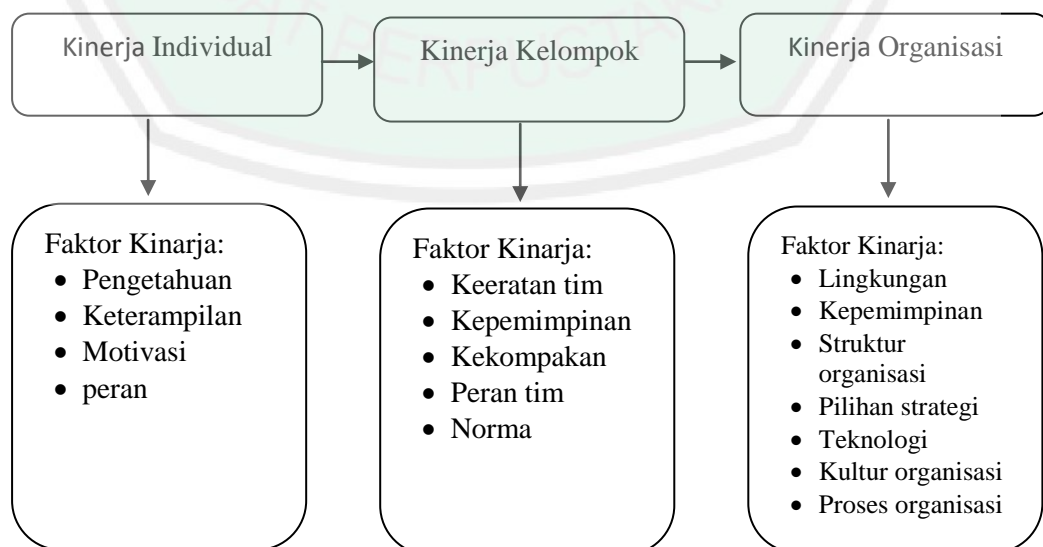 Kinerja Individual
Kinerja Kelompok
Kinerja Organisasi
Faktor Kinarja:
• Pengetahuan
• Keterampilan
• Motivasi
• peran
Faktor Kinarja:
• Keeratan tim
• Kepemimpinan
• Kekompakan
• Peran tim
• Norma
Faktor Kinarja:
• Lingkungan
• Kepemimpinan
• Struktur
organisasi
• Pilihan strategi
• Teknologi
• Kultur organisasi
• Proses organisasi